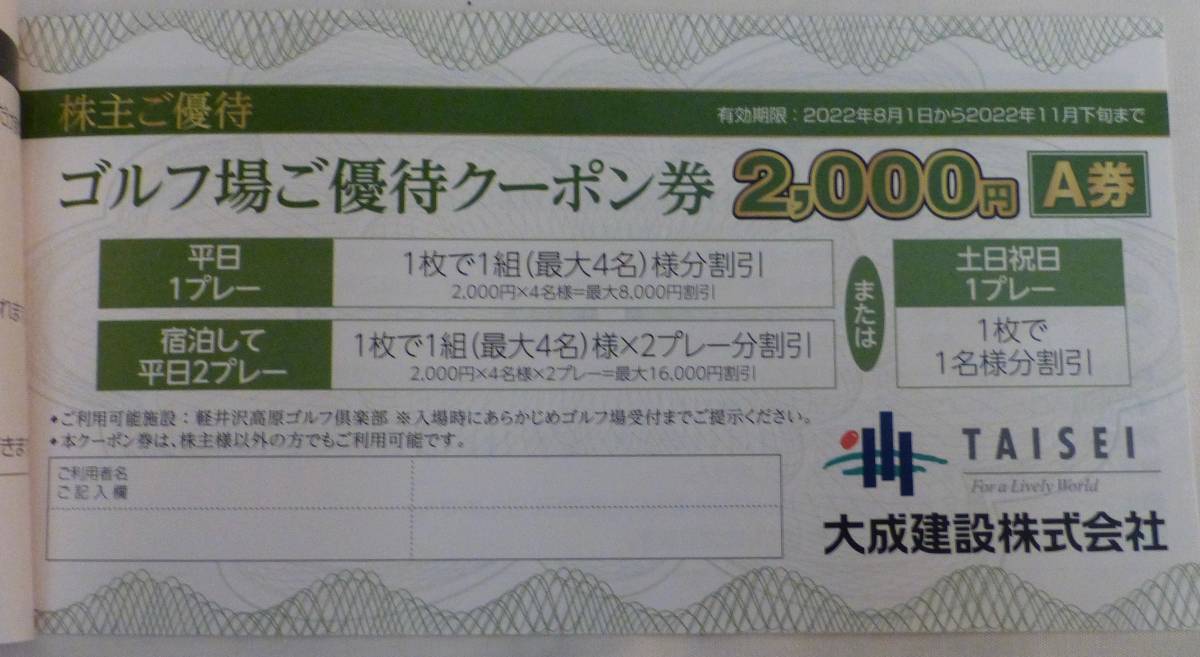 株主ご優待
有効期限：2022年8月1日から2022年11月下旬まで
ゴルフ場ご優待クーポン券 2,000円 A券
平日
1プレー
1枚で1組(最大4名)様分割引
2,000円×4名様=最大8,000円割引
宿泊して
平日2プレー
1枚で1組(最大4名)様×2プレー分割引
2,000円×4名様×2プレー=最大16,000円割引
または
土日祝日
1プレー
1枚で
1名様分割引
◆ご利用可能施設：軽井沢高原ゴルフ倶楽部 ※入場時にあらかじめゴルフ場受付までご提示ください。
◆本クーポン券は、株主様以外の方でもご利用可能です。
ご利用者名
ご記入欄
TAISEI
For a Lively World
大成建設株式会社
きま